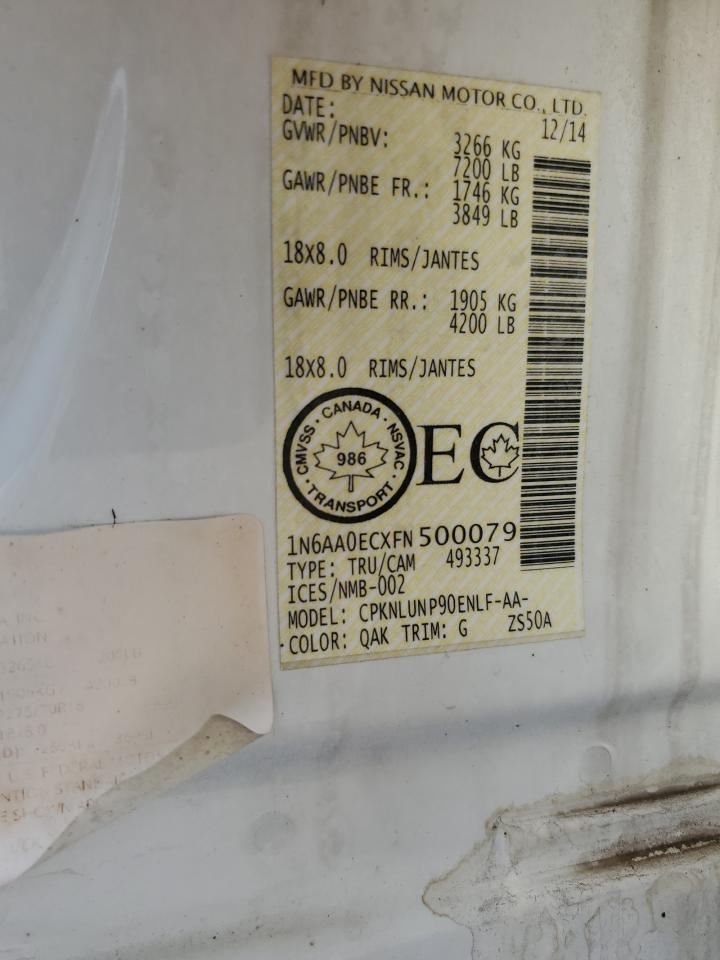 MFD BY NISSAN MOTOR CO., LTD.
DATE: 12/14
GVWR/PNBV: 3266 KG
7200 LB
GAWR/PNBE FR.: 1746 KG
3849 LB
18X8.0 RIMS/JANTES
GAWR/PNBE RR.: 1905 KG
4200 LB
18X8.0 RIMS/JANTES
CMVSS · CANADA · NSVAC · TRANSPORT ·
986
EC
1N6AA0ECXFN500079
TYPE: TRU/CAM 493337
ICES/NMB-002
MODEL: CPKNLUNP90ENLF-AA-
COLOR: QAK TRIM: G ZS50A
INC
ATION